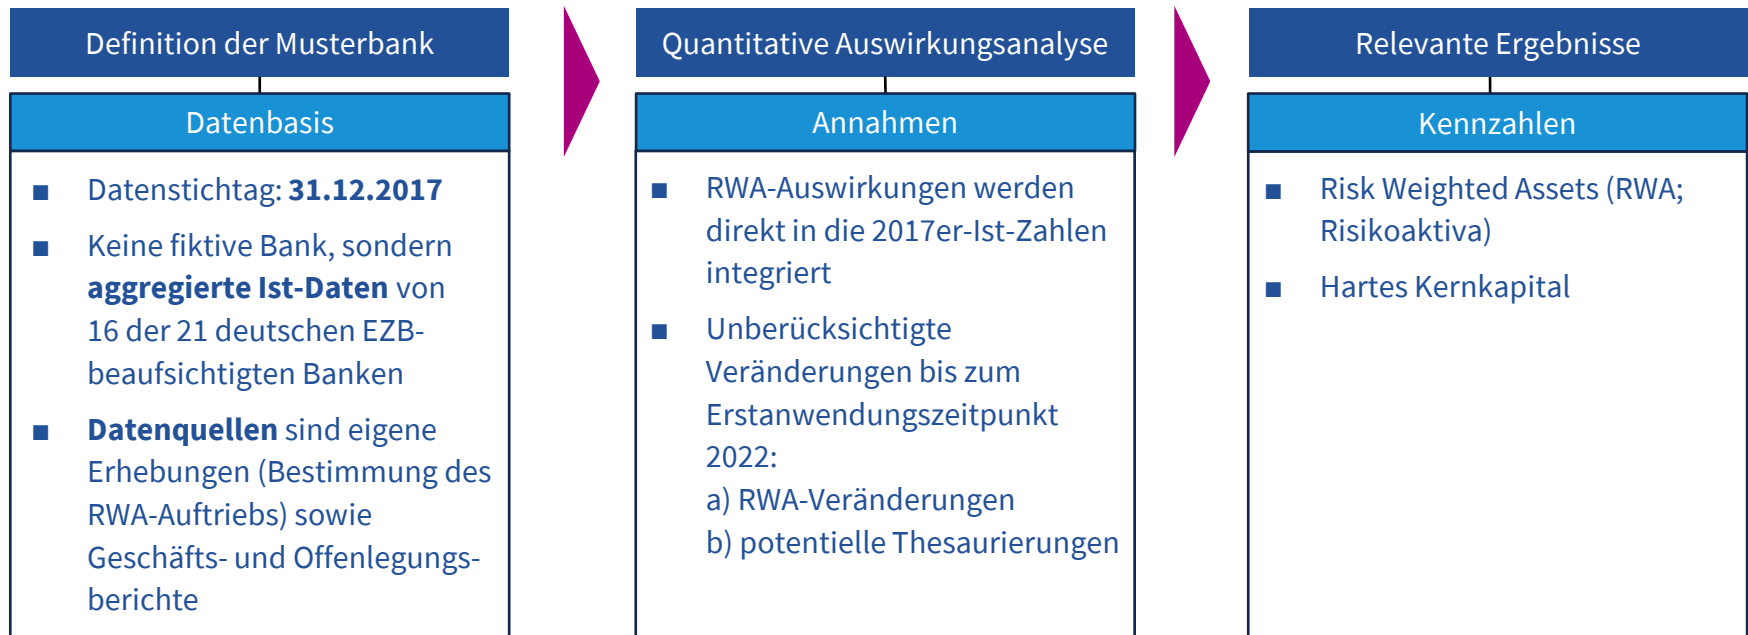 Definition der Musterbank
Datenbasis
■ Datenstichtag: 31.12.2017
■ Keine fiktive Bank, sondern
aggregierte Ist-Daten von
16 der 21 deutschen EZB-
beaufsichtigten Banken
■ Datenquellen sind eigene
Erhebungen (Bestimmung des
RWA-Auftriebs) sowie
Geschäfts- und Offenlegungs-
berichte
Quantitative Auswirkungsanalyse
Annahmen
■ RWA-Auswirkungen werden
direkt in die 2017er-Ist-Zahlen
integriert
■ Unberücksichtigte
Veränderungen bis zum
Erstanwendungszeitpunkt
2022:
a) RWA-Veränderungen
b) potentielle Thesaurierungen
Relevante Ergebnisse
Kennzahlen
■ Risk Weighted Assets (RWA;
Risikoaktiva)
■ Hartes Kernkapital